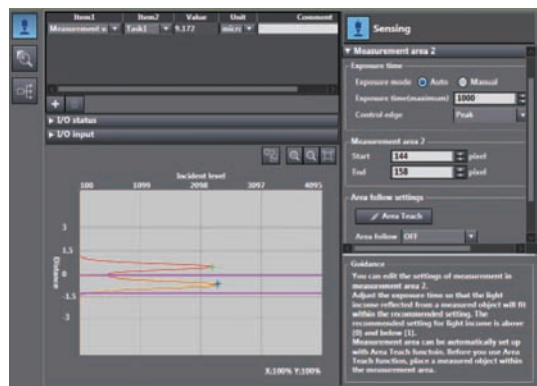 Item1 Item2 Value Unit Comment
Measurement v. Task1 9.177 micr
I/O status
I/O input
Incident level
100 1099 2098 3097 4095
3
1.5
0
-1.5
-3
Distance
X:100% Y:100%
Sensing
Measurement area 2
Exposure time
Exposure mode Auto Manual
Exposure time(maximum) 1000
Control edge Peak
Measurement area 2
Start 144 pixel
End 158 pixel
Area follow settings
Area Teach
Area follow OFF
Guidance
You can edit the settings of measurement in
measurement area 2.
Adjust the exposure time so that the light
income reflected from a measured object will fit
within the recommended setting. The
recommended setting for light income is above
[0] and below [1].
Measurement area can be automatically set up
with Area Teach functoin. Before you use Area
Teach function, place a measured object within
the measurement area.